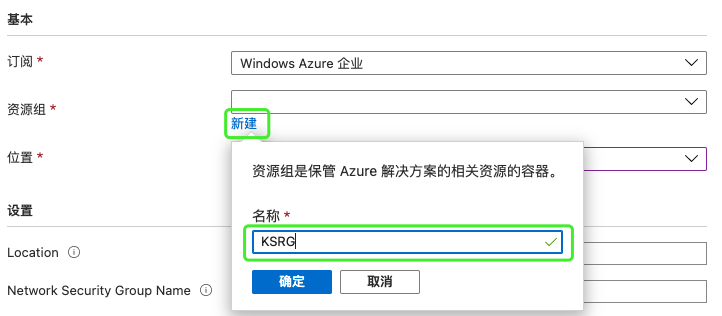 基本
订阅 *
Windows Azure 企业
资源组 *
新建
位置 *
资源组是保管 Azure 解决方案的相关资源的容器。
名称 *
KSRG
确定
取消
设置
Location
Network Security Group Name